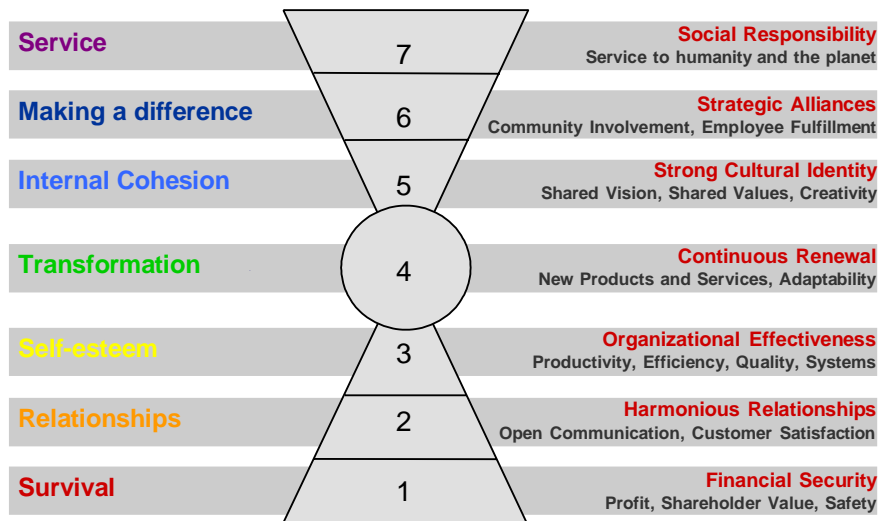 Service
7
Social Responsibility
Service to humanity and the planet
Making a difference
6
Strategic Alliances
Community Involvement, Employee Fulfillment
Internal Cohesion
5
Strong Cultural Identity
Shared Vision, Shared Values, Creativity
Transformation
4
Continuous Renewal
New Products and Services, Adaptability
Self-esteem
3
Organizational Effectiveness
Productivity, Efficiency, Quality, Systems
Relationships
2
Harmonious Relationships
Open Communication, Customer Satisfaction
Survival
1
Financial Security
Profit, Shareholder Value, Safety